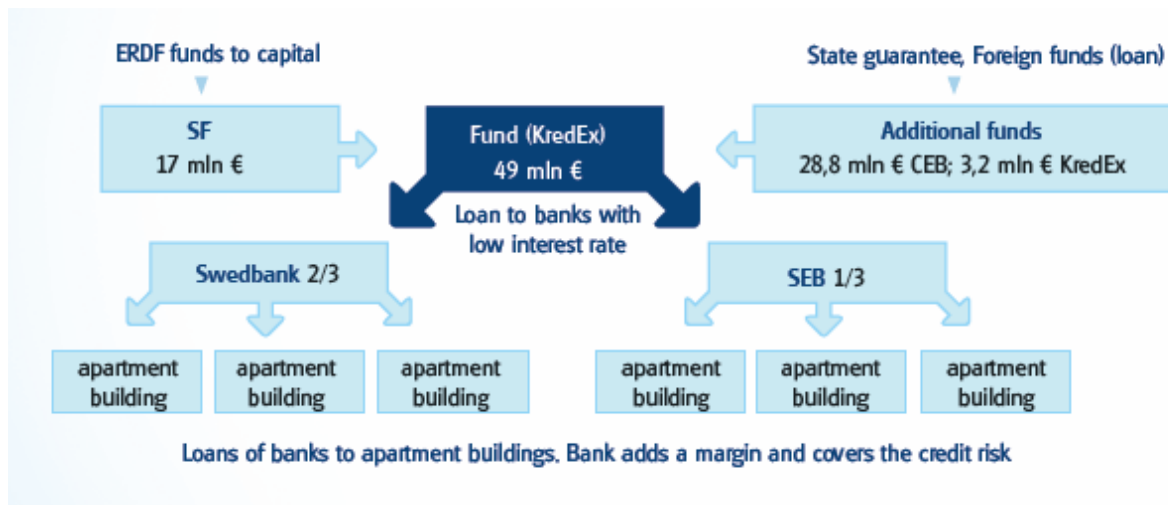 ERDF funds to capital
State guarantee, Foreign funds (loan)
SF
17 mln €
Fund (KredEx)
49 mln €
Additional funds
28,8 mln € CEB; 3,2 mln € KredEx
Loan to banks with
low interest rate
Swedbank 2/3
SEB 1/3
apartment
building
apartment
building
apartment
building
apartment
building
apartment
building
apartment
building
Loans of banks to apartment buildings. Bank adds a margin and covers the credit risk